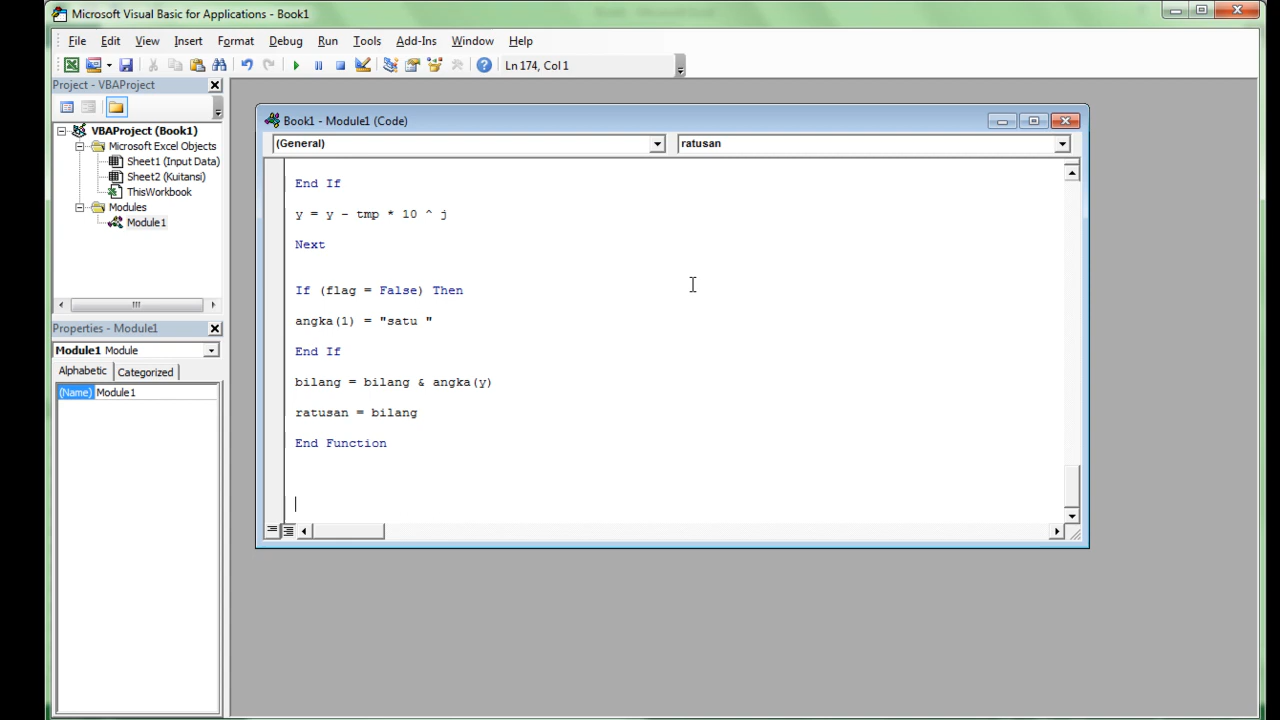 Microsoft Visual Basic for Applications - Book1
File Edit View Insert Format Debug Run Tools Add-Ins Window Help
Ln 174, Col 1
Project - VBAProject
VBAProject (Book1)
Microsoft Excel Objects
Sheet1 (Input Data)
Sheet2 (Kuitansi)
ThisWorkbook
Modules
Module1
Properties - Module1
Module1 Module
Alphabetic Categorized
(Name) Module1
Book1 - Module1 (Code)
(General) ratusan
End If
y = y - tmp * 10 ^ j
Next
If (flag = False) Then
angka(1) = "satu "
End If
bilang = bilang & angka(y)
ratusan = bilang
End Function